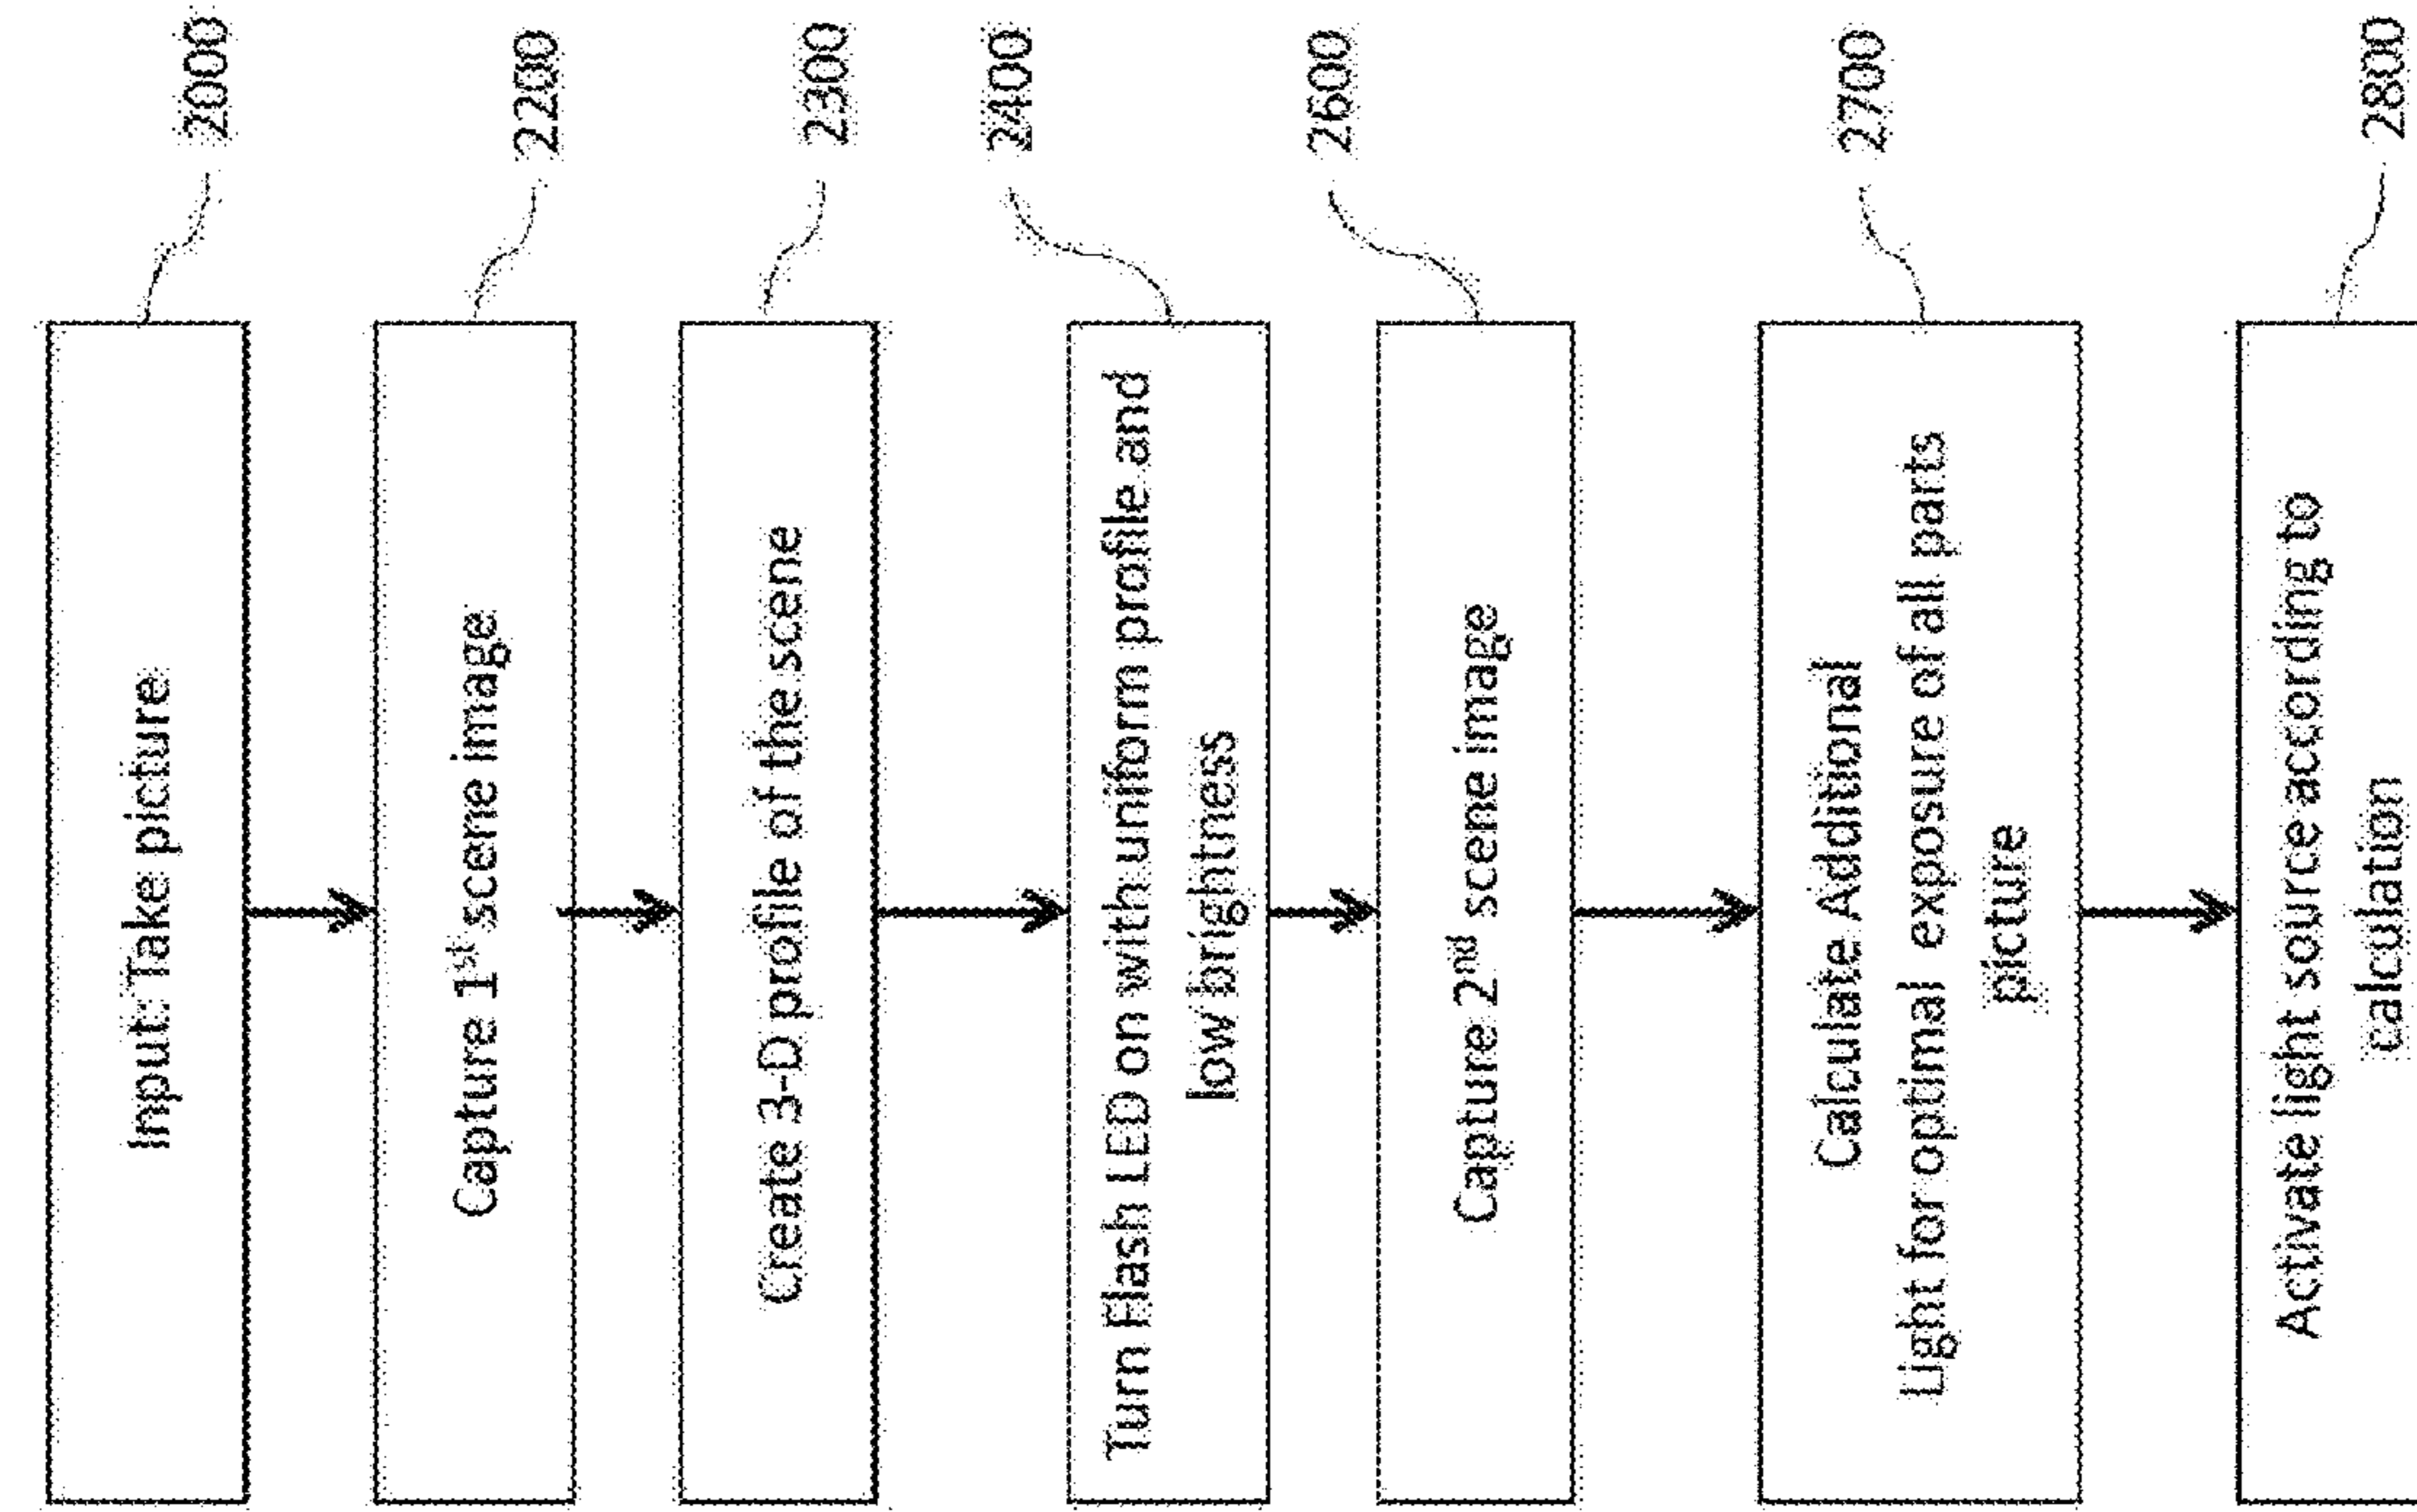 Input: Take picture
2000
Capture 1st scene image
2200
Create 3-D profile of the scene
2300
Turn Flash LED on with uniform profile and
low brightness
2400
Capture 2nd scene image
2600
Calculate Additional
Light for optimal exposure of all parts
picture
2700
Activate light source according to
calculation
2800